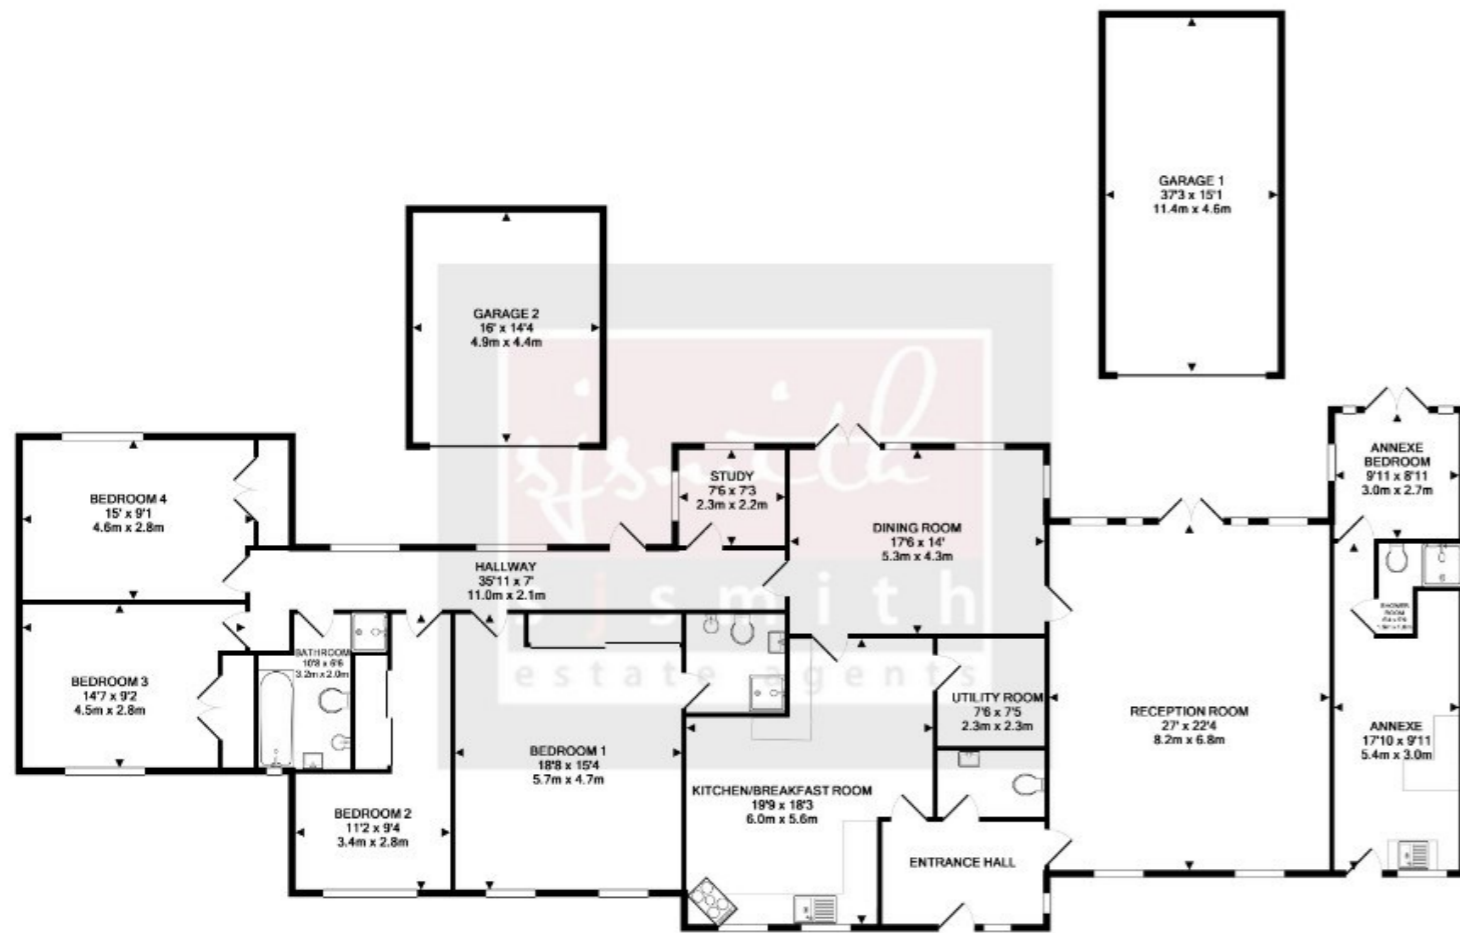 GARAGE 1
37'3 x 15'1
11.4m x 4.6m
GARAGE 2
16' x 14'4
4.9m x 4.4m
sjsmith
sjsmith
estate agents
BEDROOM 4
15' x 9'1
4.6m x 2.8m
STUDY
7'6 x 7'3
2.3m x 2.2m
DINING ROOM
17'6 x 14'
5.3m x 4.3m
ANNEXE
BEDROOM
9'11 x 8'11
3.0m x 2.7m
HALLWAY
35'11 x 7'
11.0m x 2.1m
SHOWER
ROOM
BATHROOM
10'8 x 6'6
3.2m x 2.0m
BEDROOM 3
14'7 x 9'2
4.5m x 2.8m
UTILITY ROOM
7'6 x 7'5
2.3m x 2.3m
RECEPTION ROOM
27' x 22'4
8.2m x 6.8m
ANNEXE
17'10 x 9'11
5.4m x 3.0m
BEDROOM 1
18'8 x 15'4
5.7m x 4.7m
KITCHEN/BREAKFAST ROOM
19'9 x 18'3
6.0m x 5.6m
BEDROOM 2
11'2 x 9'4
3.4m x 2.8m
ENTRANCE HALL